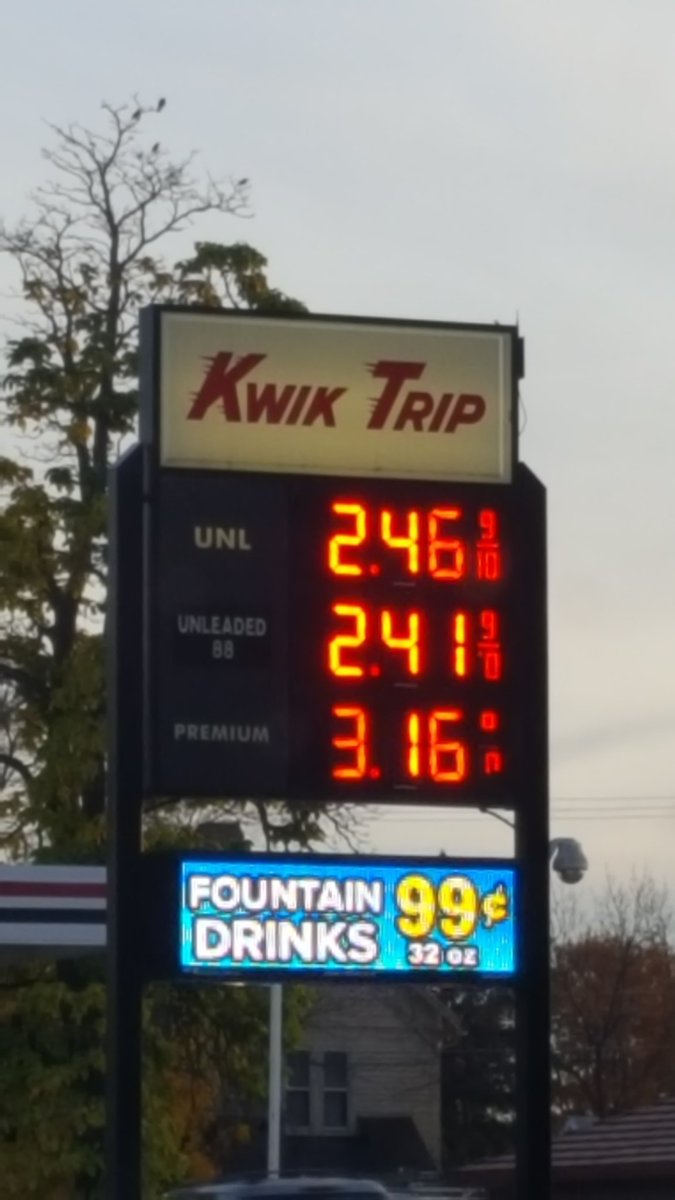 KWIK TRIP
UNL 2.46 9/10
UNLEADED
88 2.41 9/10
PREMIUM 3.16
FOUNTAIN
DRINKS 99¢
32 oz